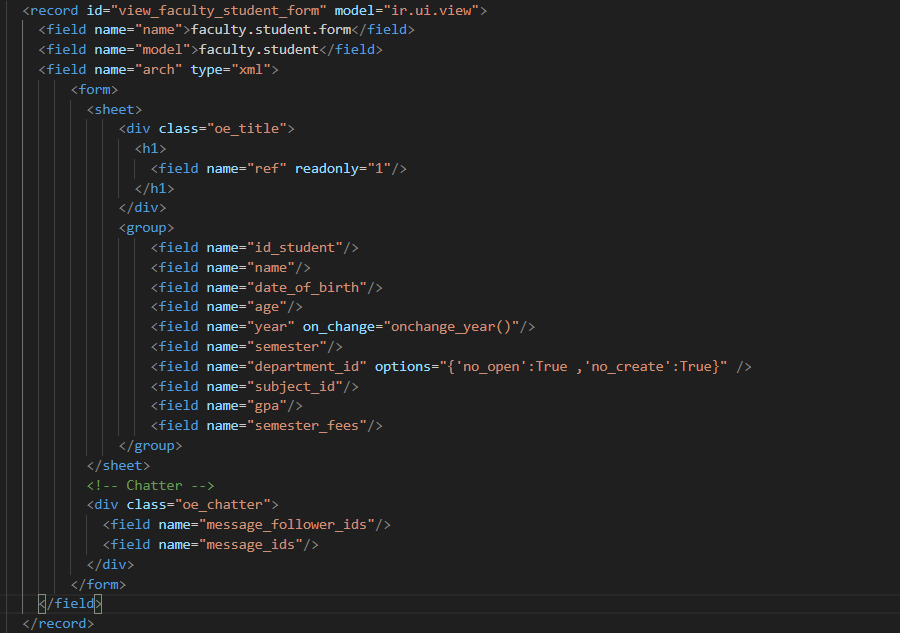 <record id="view_faculty_student_form" model="ir.ui.view">
<field name="name">faculty.student.form</field>
<field name="model">faculty.student</field>
<field name="arch" type="xml">
<form>
<sheet>
<div class="oe_title">
<h1>
<field name="ref" readonly="1"/>
</h1>
</div>
<group>
<field name="id_student"/>
<field name="name"/>
<field name="date_of_birth"/>
<field name="age"/>
<field name="year" on_change="onchange_year()"/>
<field name="semester"/>
<field name="department_id" options="{'no_open':True ,'no_create':True}" />
<field name="subject_id"/>
<field name="gpa"/>
<field name="semester_fees"/>
</group>
</sheet>
<!-- Chatter -->
<div class="oe_chatter">
<field name="message_follower_ids"/>
<field name="message_ids"/>
</div>
</form>
</field>
</record>